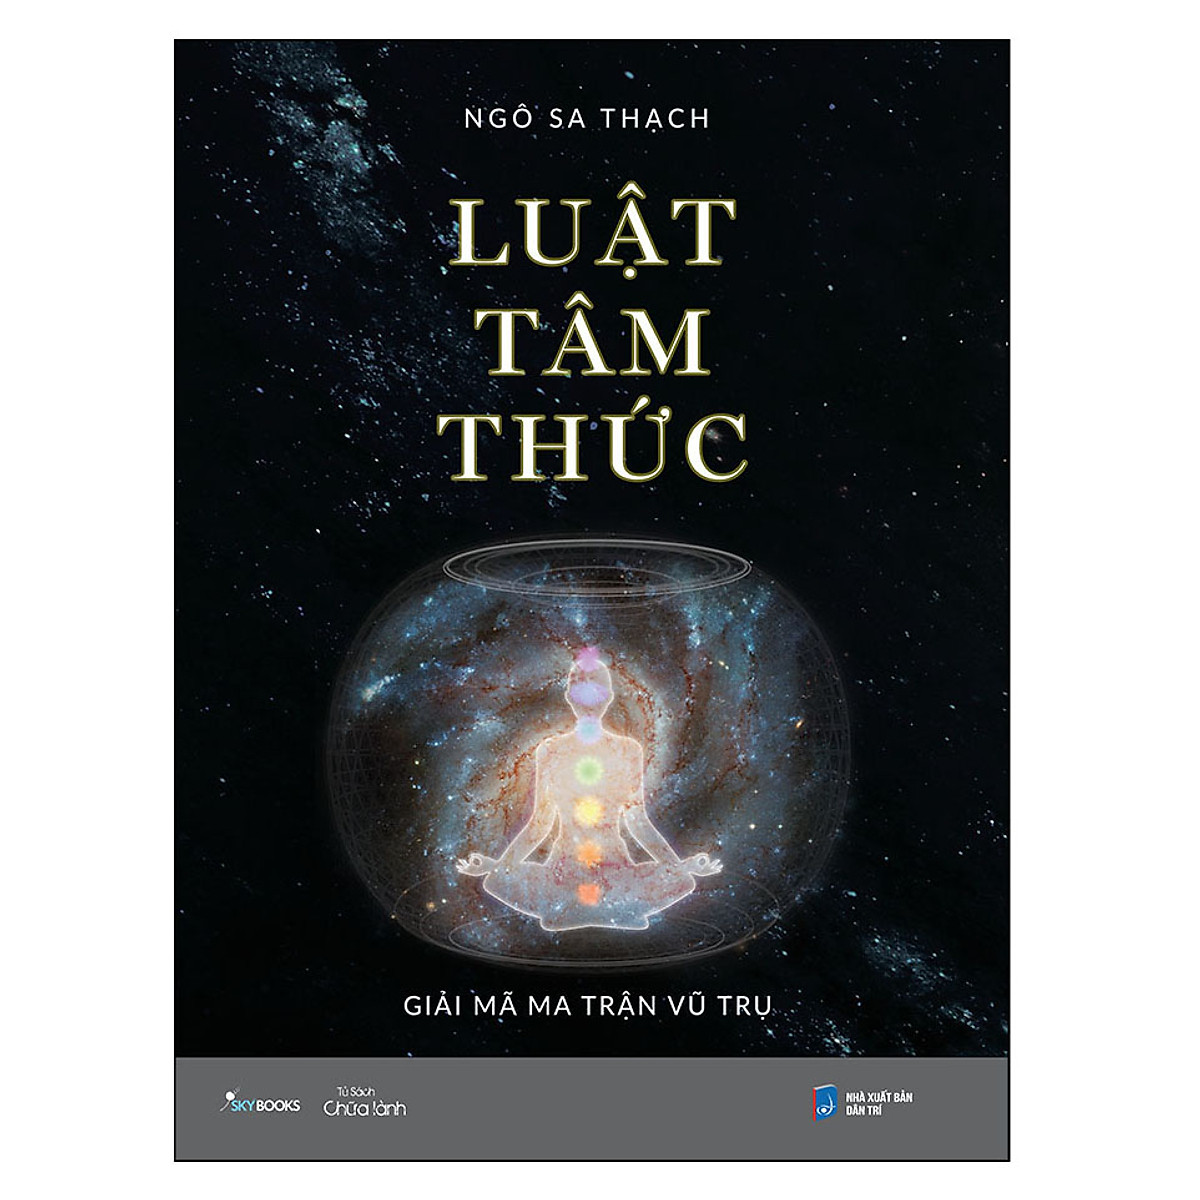 NGÔ SA THẠCH
LUẬT
TÂM
THỨC
GIẢI MÃ MA TRẬN VŨ TRỤ
SKYBOOKS
Tủ Sách
Chữa lành
NHÀ XUẤT BẢN
DÂN TRÍ